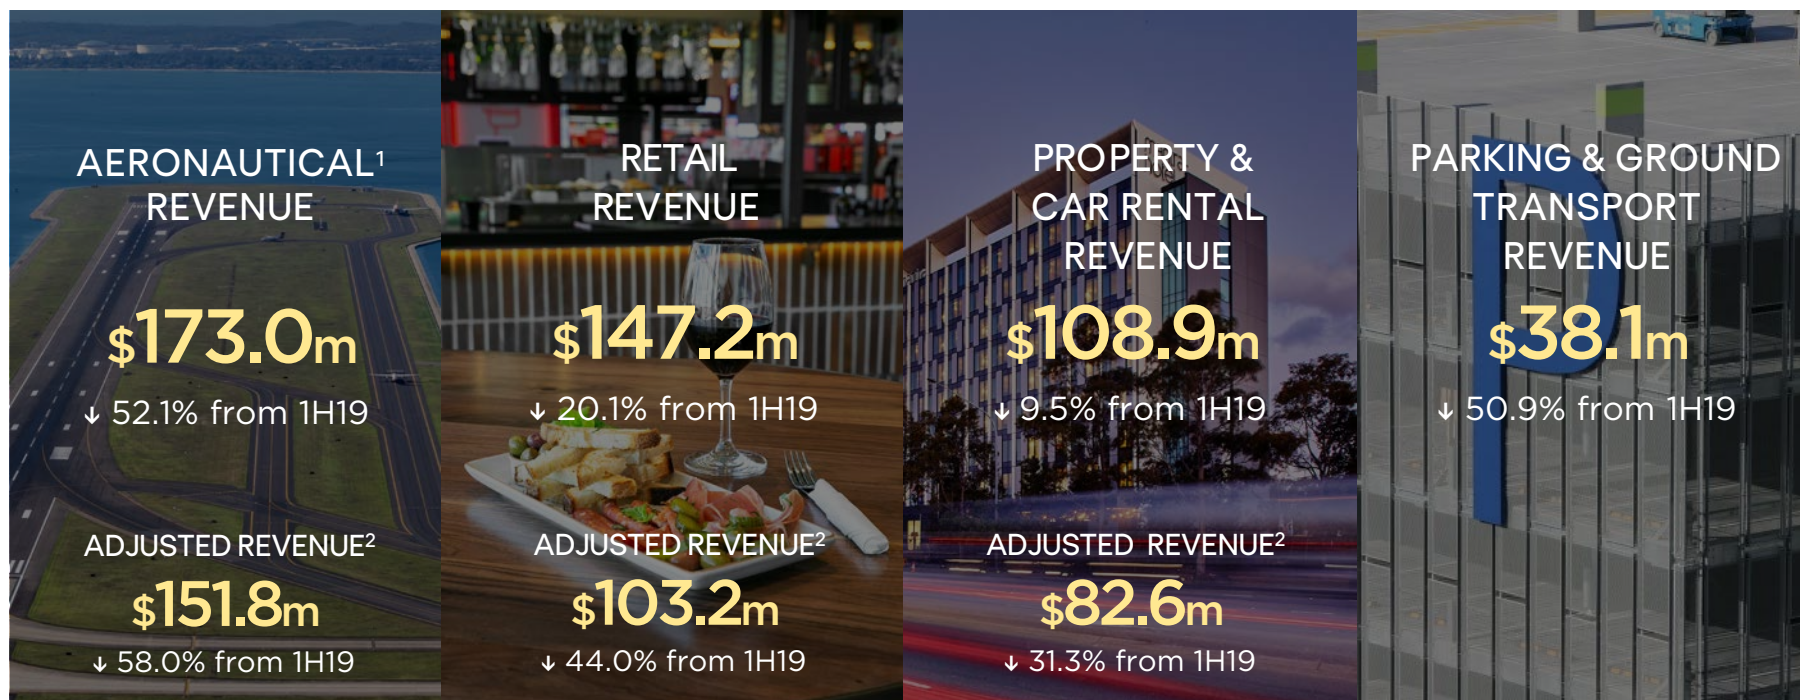 AERONAUTICAL¹
REVENUE
$173.0m
↓ 52.1% from 1H19
ADJUSTED REVENUE²
$151.8m
↓ 58.0% from 1H19
RETAIL
REVENUE
$147.2m
↓ 20.1% from 1H19
ADJUSTED REVENUE²
$103.2m
↓ 44.0% from 1H19
PROPERTY &
CAR RENTAL
REVENUE
$108.9m
↓ 9.5% from 1H19
ADJUSTED REVENUE²
$82.6m
↓ 31.3% from 1H19
PARKING & GROUND
TRANSPORT
REVENUE
$38.1m
↓ 50.9% from 1H19
P